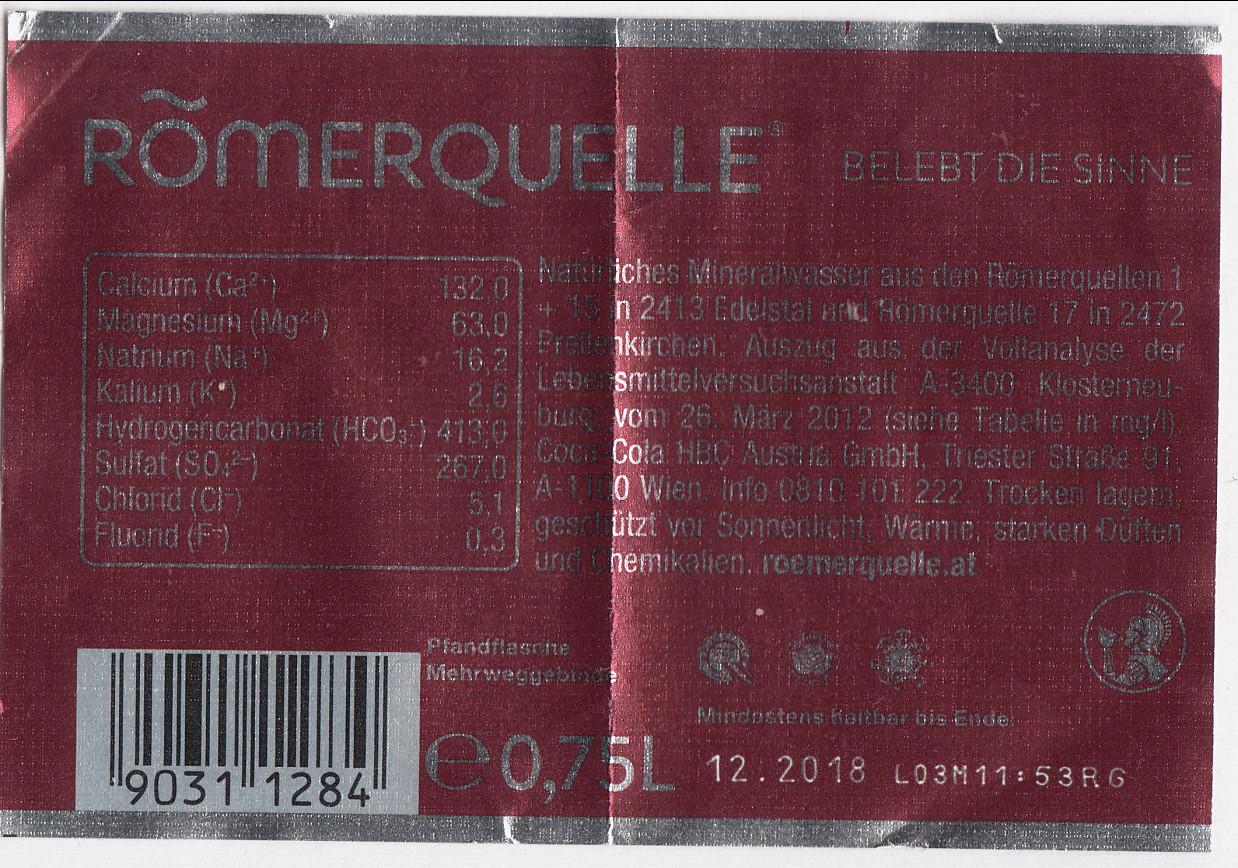 RÖMERQUELLE®
BELEBT DIE SINNE
Calcium (Ca²⁺) 132,0
Magnesium (Mg²⁺) 63,0
Natrium (Na⁺) 16,2
Kalium (K⁺) 2,6
Hydrogencarbonat (HCO₃⁻) 413,0
Sulfat (SO₄²⁻) 267,0
Chlorid (Cl⁻) 5,1
Fluorid (F⁻) 0,3
Natürliches Mineralwasser aus den Römerquellen 1
+ 15 in 2413 Edelstal und Römerquelle 17 in 2472
Prellenkirchen. Auszug aus der Vollanalyse der
Lebensmittelversuchsanstalt A-3400 Klosterneu-
burg, vom 26. März 2012 (siehe Tabelle in mg/l).
Coca-Cola HBC Austria GmbH, Triester Straße 91,
A-1100 Wien. Info 0810 101 222. Trocken lagern,
geschützt vor Sonnenlicht, Wärme, starken Düften
und Chemikalien. roemerquelle.at
Pfandflasche
Mehrweggebinde
Mindestens haltbar bis Ende:
9031 1284
℮ 0,75L
12.2018 L03M11:53RG